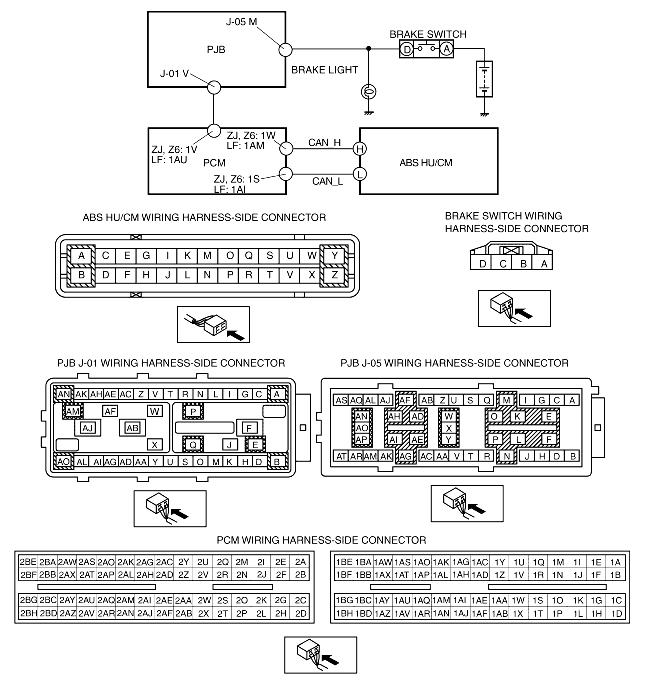 J-05 M
PJB
BRAKE SWITCH
D A
BRAKE LIGHT
J-01 V
ZJ, Z6: 1V
LF: 1AU
PCM
ZJ, Z6: 1W
LF: 1AM
CAN_H
H
ABS HU/CM
ZJ, Z6: 1S
LF: 1AI
CAN_L
L
ABS HU/CM WIRING HARNESS-SIDE CONNECTOR
A C E G I K M O Q S U W Y
B D F H J L N P R T V X Z
BRAKE SWITCH WIRING
HARNESS-SIDE CONNECTOR
D C B A
PJB J-01 WIRING HARNESS-SIDE CONNECTOR
AN AK AH AE AC Z V T R N L I G C A
AM AF W P
AJ AB F
X Q J E
AO AL AI AG AD AA Y U S O M K H D B
PJB J-05 WIRING HARNESS-SIDE CONNECTOR
AS AQ AL AJ AF AB Z U S Q M I G C A
AN AH AD W O K E
AO X
AP AI AE Y P L F
AT AR AM AK AG AC AA V T R N J H D B
PCM WIRING HARNESS-SIDE CONNECTOR
2BE 2BA 2AW 2AS 2AO 2AK 2AG 2AC 2Y 2U 2Q 2M 2I 2E 2A
2BF 2BB 2AX 2AT 2AP 2AL 2AH 2AD 2Z 2V 2R 2N 2J 2F 2B
2BG 2BC 2AY 2AU 2AQ 2AM 2AI 2AE 2AA 2W 2S 2O 2K 2G 2C
2BH 2BD 2AZ 2AV 2AR 2AN 2AJ 2AF 2AB 2X 2T 2P 2L 2H 2D
1BE 1BA 1AW 1AS 1AO 1AK 1AG 1AC 1Y 1U 1Q 1M 1I 1E 1A
1BF 1BB 1AX 1AT 1AP 1AL 1AH 1AD 1Z 1V 1R 1N 1J 1F 1B
1BG 1BC 1AY 1AU 1AQ 1AM 1AI 1AE 1AA 1W 1S 1O 1K 1G 1C
1BH 1BD 1AZ 1AV 1AR 1AN 1AJ 1AF 1AB 1X 1T 1P 1L 1H 1D